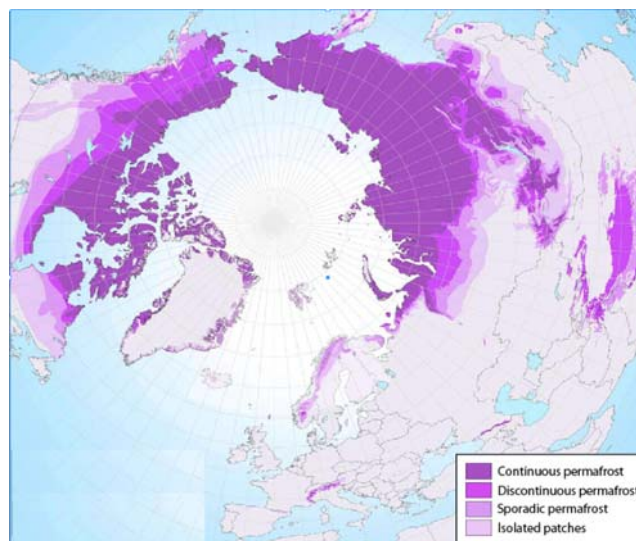 Continuous permafrost
Discontinuous permafrost
Sporadic permafrost
Isolated patches